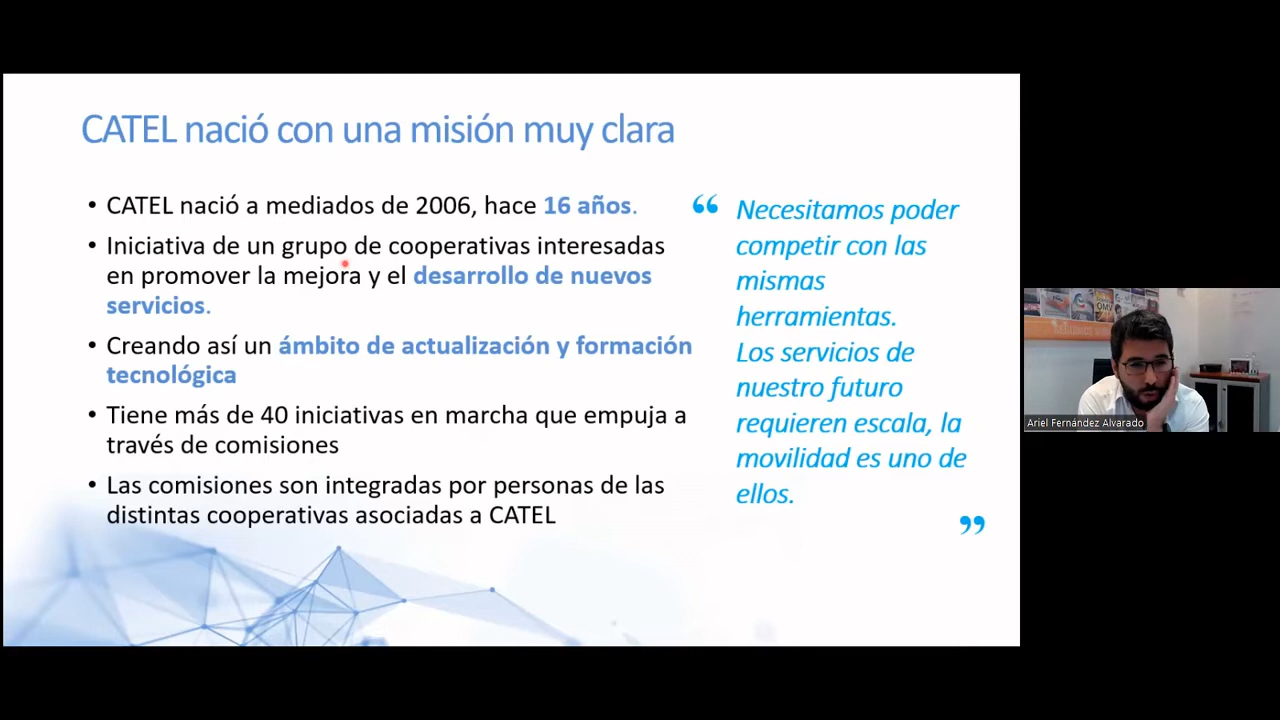 CATEL nació con una misión muy clara
• CATEL nació a mediados de 2006, hace 16 años.
• Iniciativa de un grupo de cooperativas interesadas
en promover la mejora y el desarrollo de nuevos
servicios.
• Creando así un ámbito de actualización y formación
tecnológica
• Tiene más de 40 iniciativas en marcha que empuja a
través de comisiones
• Las comisiones son integradas por personas de las
distintas cooperativas asociadas a CATEL
“ Necesitamos poder
competir con las
mismas
herramientas.
Los servicios de
nuestro futuro
requieren escala, la
movilidad es uno de
ellos.
”
OMV
Ariel Fernández Alvarado